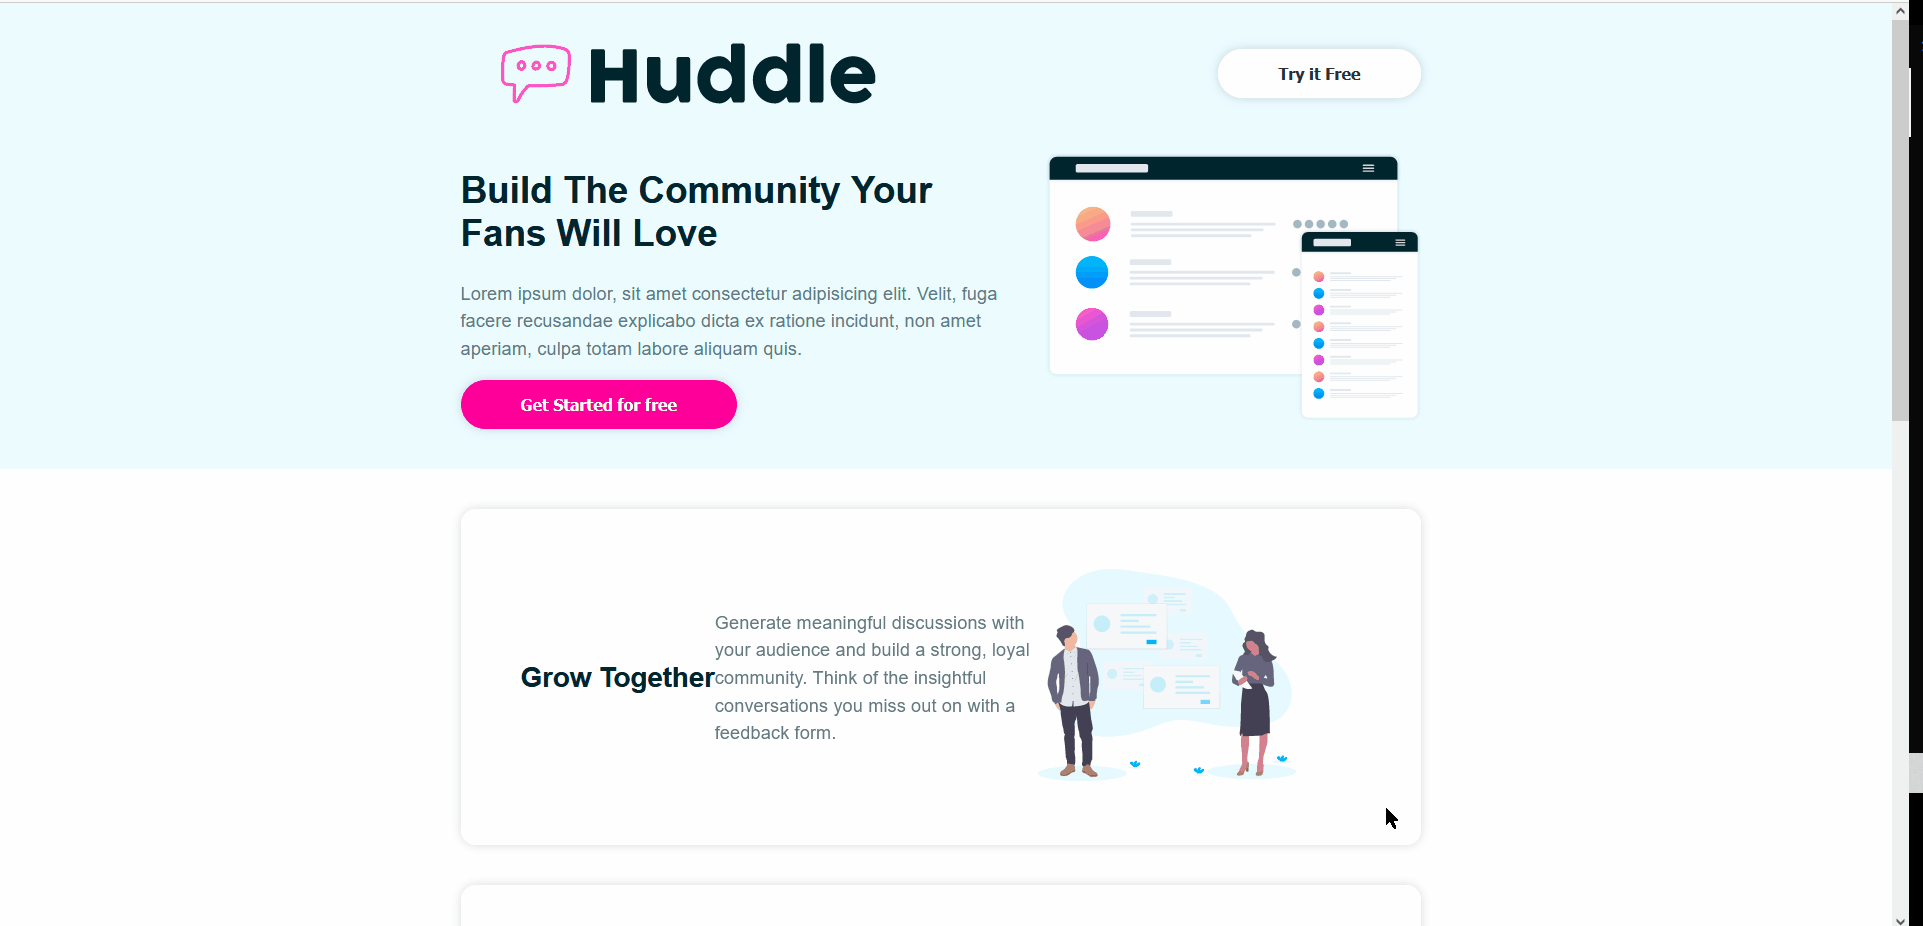 Huddle
Try it Free
Build The Community Your
Fans Will Love
Lorem ipsum dolor, sit amet consectetur adipisicing elit. Velit, fuga
facere recusandae explicabo dicta ex ratione incidunt, non amet
aperiam, culpa totam labore aliquam quis.
Get Started for free
Grow Together
Generate meaningful discussions with
your audience and build a strong, loyal
community. Think of the insightful
conversations you miss out on with a
feedback form.